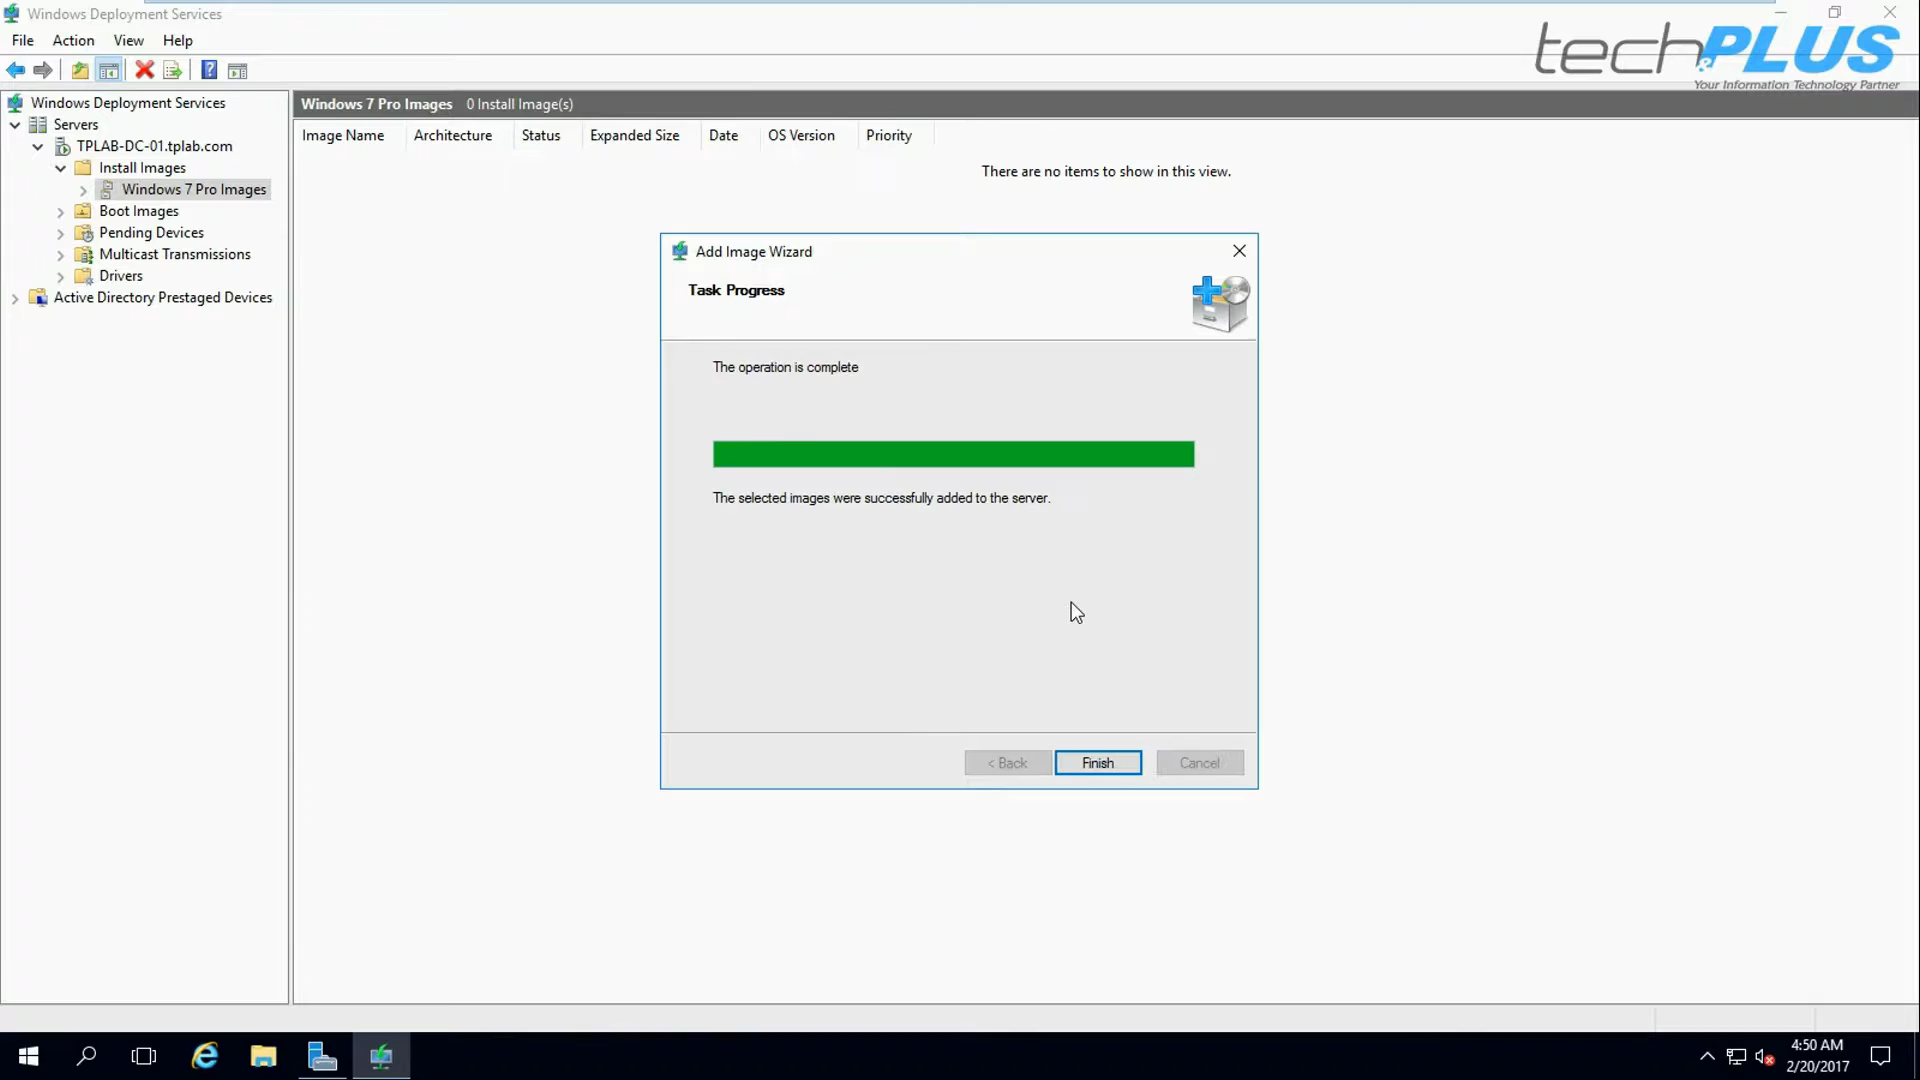 Windows Deployment Services
File Action View Help
tech&PLUS
Your Information Technology Partner
Windows Deployment Services
Servers
TPLAB-DC-01.tplab.com
Install Images
Windows 7 Pro Images
Boot Images
Pending Devices
Multicast Transmissions
Drivers
Active Directory Prestaged Devices
Windows 7 Pro Images 0 Install Image(s)
Image Name Architecture Status Expanded Size Date OS Version Priority
There are no items to show in this view.
Add Image Wizard
Task Progress
The operation is complete
The selected images were successfully added to the server.
< Back Finish Cancel
4:50 AM
2/20/2017